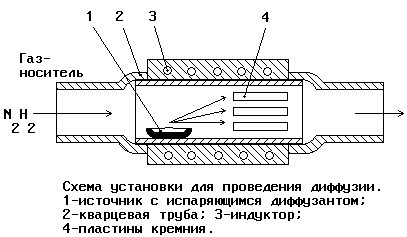 1 2 3 4
Газ-
носитель
N H
2 2
Схема установки для проведения диффузии.
1-источник с испаряющимся диффузантом;
2-кварцевая труба; 3-индуктор;
4-пластины кремния.